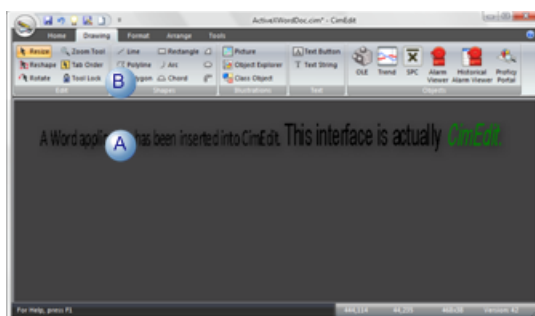 ActiveXWordDoc.cim* - CimEdit
Home Drawing Format Arrange Tools
Resize Zoom Tool Line Rectangle Picture Text Button
Reshape Tab Order Polyline Arc Object Explorer Text String
Rotate Tool Lock Chord Class Object
OLE Trend SPC Alarm Viewer Historical Alarm Viewer Proficy Portal
Edit Shapes Illustrations Text Objects
B
A Word has been inserted into CimEdit. This interface is actually CimEdit.
A
For Help, press F1 Version: 42